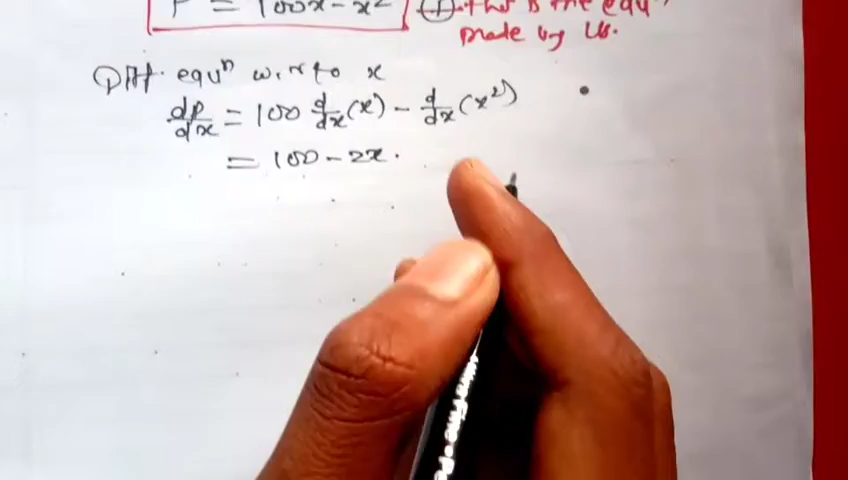 P = 100x - x² ① . This is the equⁿ
made by us.
Diff. equⁿ w.r. to x
dp/dx = 100 d/dx (x) - d/dx (x²)
= 100 - 2x.